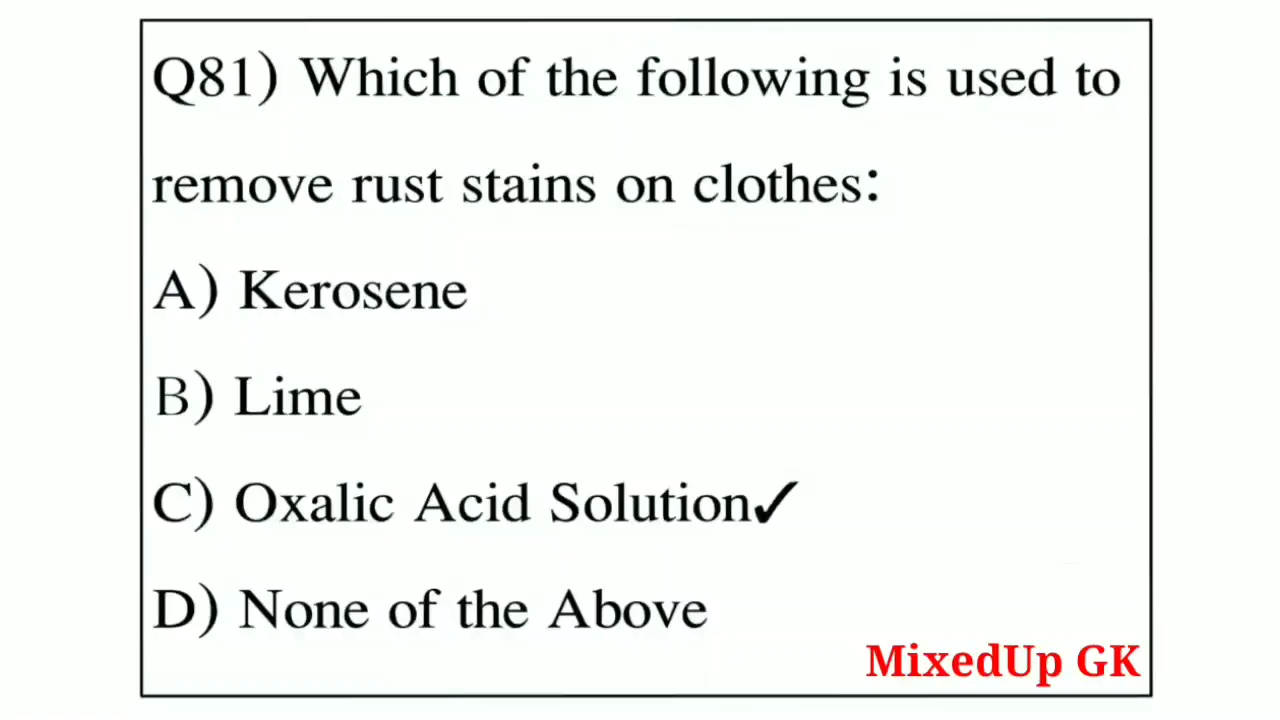 Q81) Which of the following is used to
remove rust stains on clothes:
A) Kerosene
B) Lime
C) Oxalic Acid Solution✓
D) None of the Above
MixedUp GK